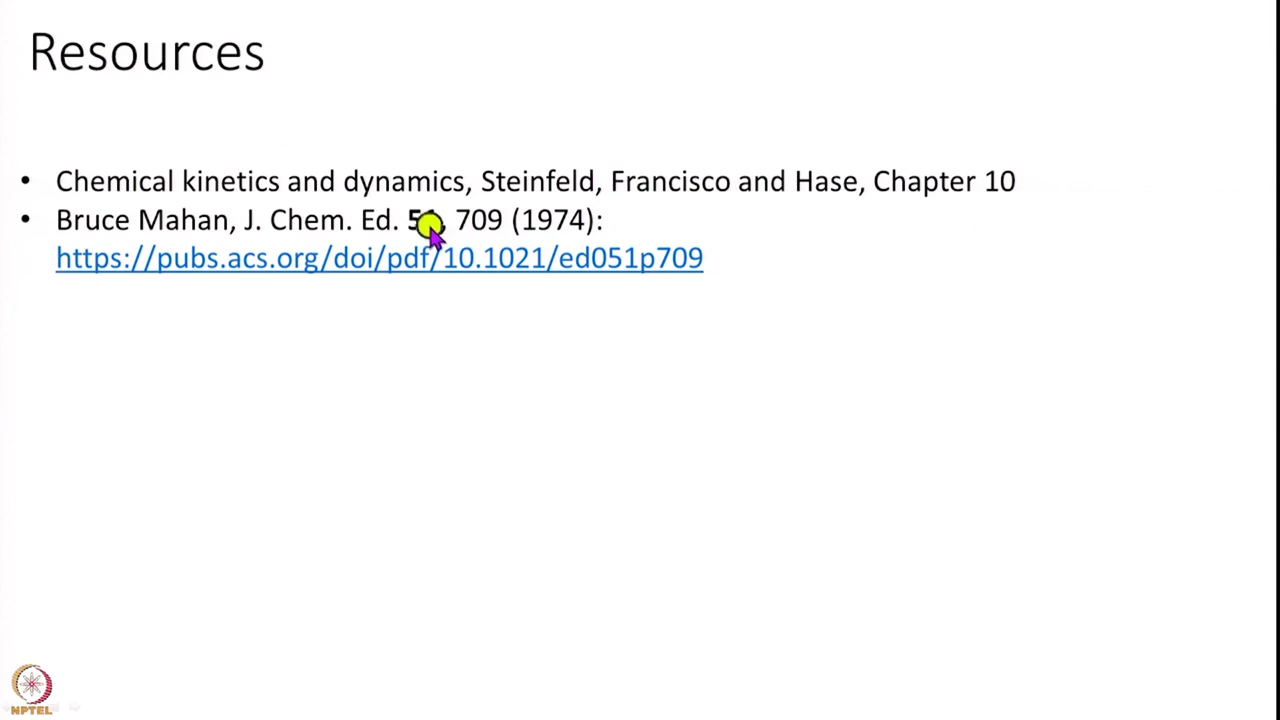 Resources
• Chemical kinetics and dynamics, Steinfeld, Francisco and Hase, Chapter 10
• Bruce Mahan, J. Chem. Ed. 709 (1974):
https://pubs.acs.org/doi/pdf/10.1021/ed051p709
NPTEL